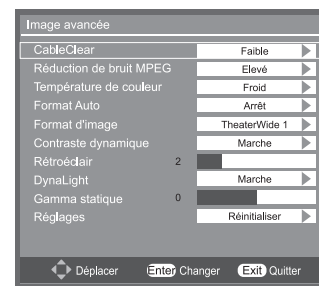 Image avancée
CableClear Faible
Réduction de bruit MPEG Elevé
Température de couleur Froid
Format Auto Arrêt
Format d'image TheaterWide 1
Contraste dynamique Marche
Rétroéclair 2
DynaLight Marche
Gamma statique 0
Réglages Réinitialiser
Déplacer Enter Changer Exit Quitter